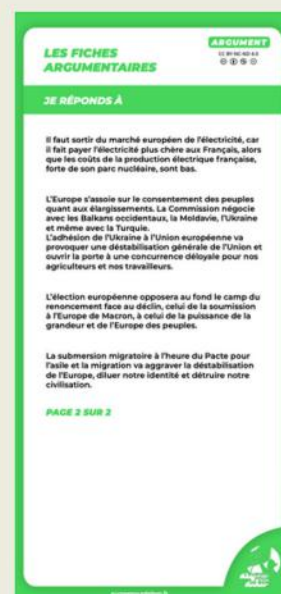 ARGUMENT
CC BY-NC-ND 4.0
LES FICHES
ARGUMENTAIRES
JE RÉPONDS À
Il faut sortir du marché européen de l'électricité, car
il fait payer l'électricité plus chère aux Français, alors
que les coûts de la production électrique française,
forte de son parc nucléaire, sont bas.
L'Europe s'assoie sur le consentement des peuples
quant aux élargissements. La Commission négocie
avec les Balkans occidentaux, la Moldavie, l'Ukraine
et même avec la Turquie.
L'adhésion de l'Ukraine à l'Union européenne va
provoquer une déstabilisation générale de l'Union et
ouvrir la porte à une concurrence déloyale pour nos
agriculteurs et nos travailleurs.
L'élection européenne opposera au fond le camp du
renoncement face au déclin, celui de la soumission
à l'Europe de Macron, à celui de la puissance de la
grandeur et de l'Europe des peuples.
La submersion migratoire à l'heure du Pacte pour
l'asile et la migration va aggraver la déstabilisation
de l'Europe, diluer notre identité et détruire notre
civilisation.
PAGE 2 SUR 2